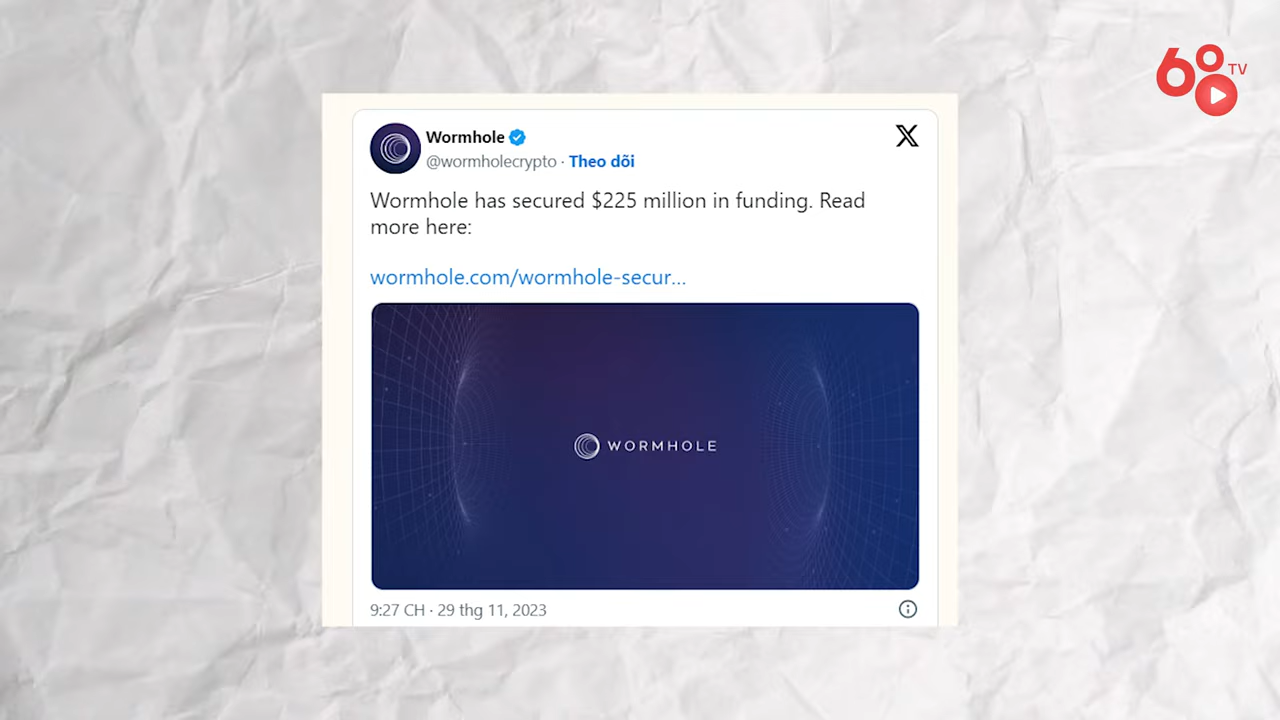 68 TV
Wormhole
@wormholecrypto · Theo dõi
Wormhole has secured $225 million in funding. Read
more here:
wormhole.com/wormhole-secur...
WORMHOLE
9:27 CH · 29 thg 11, 2023